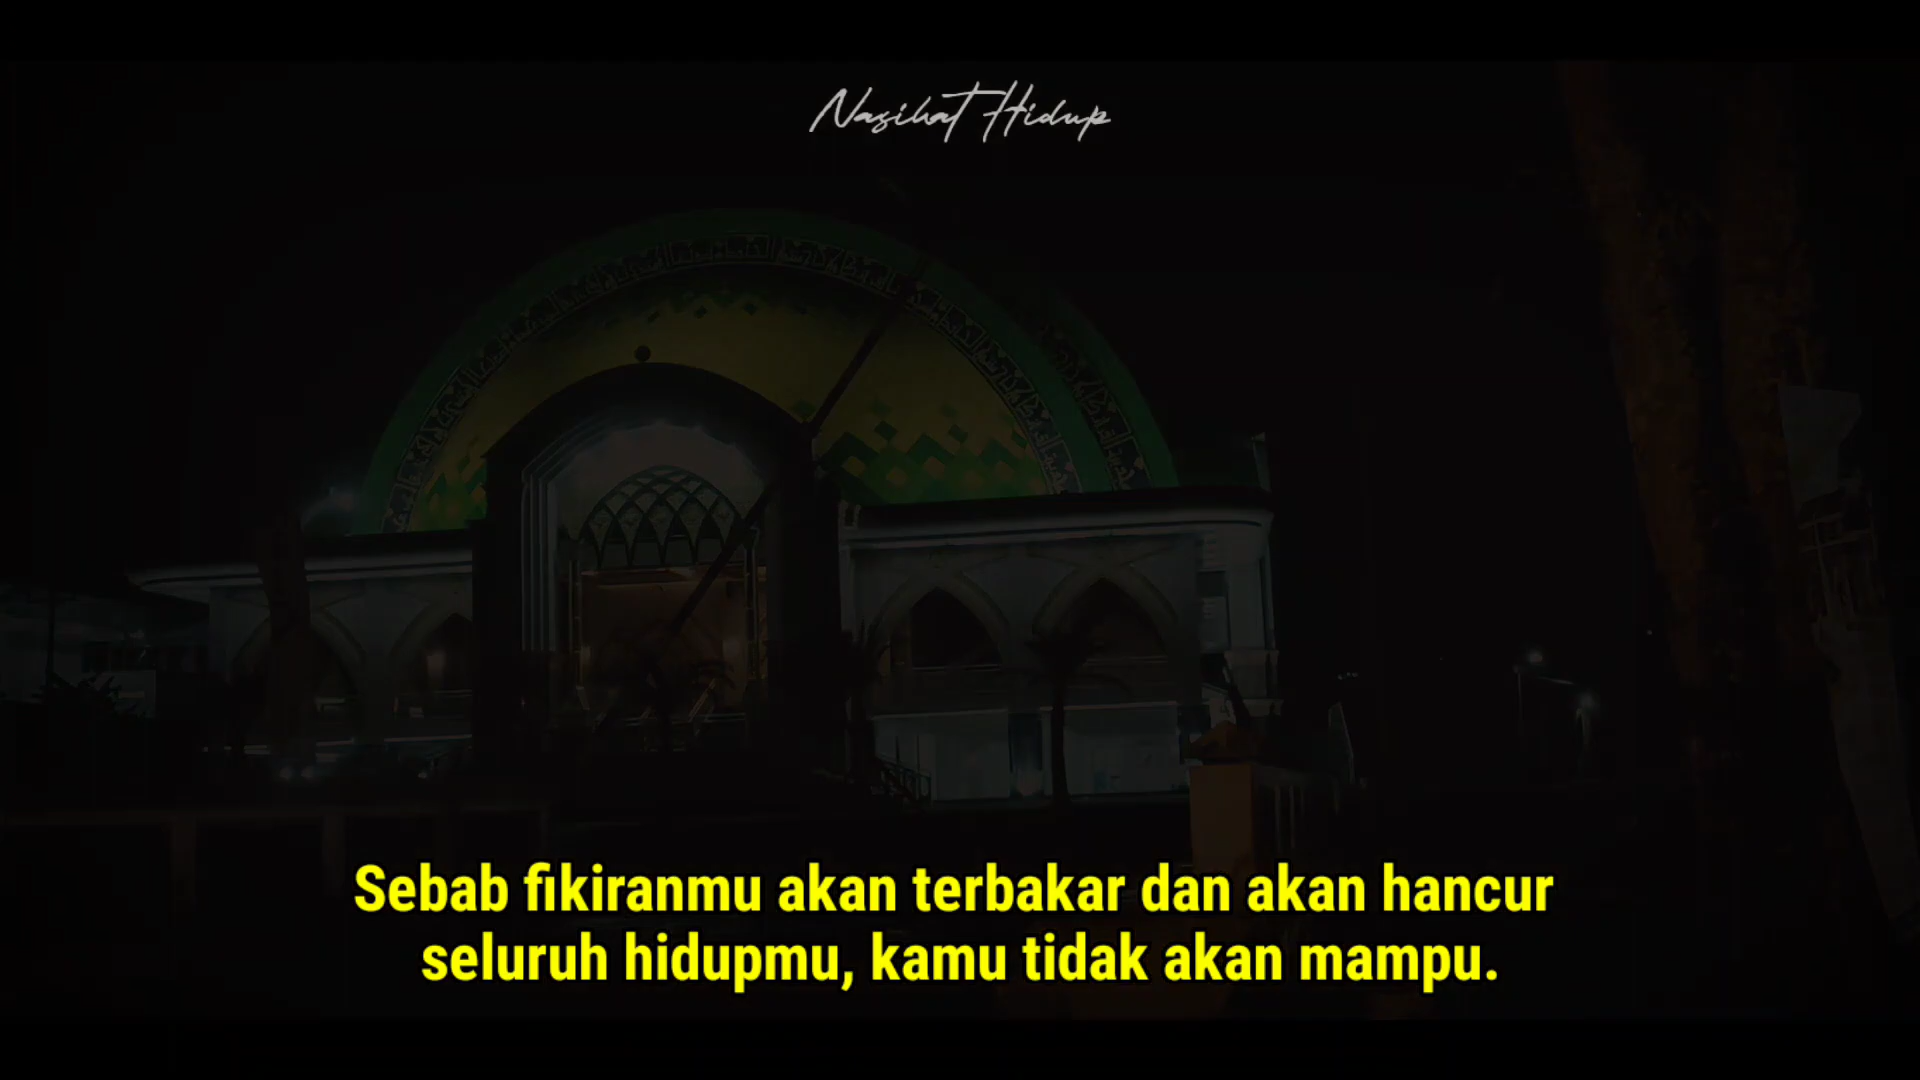 Nasihat Hidup
Sebab fikiranmu akan terbakar dan akan hancur
seluruh hidupmu, kamu tidak akan mampu.